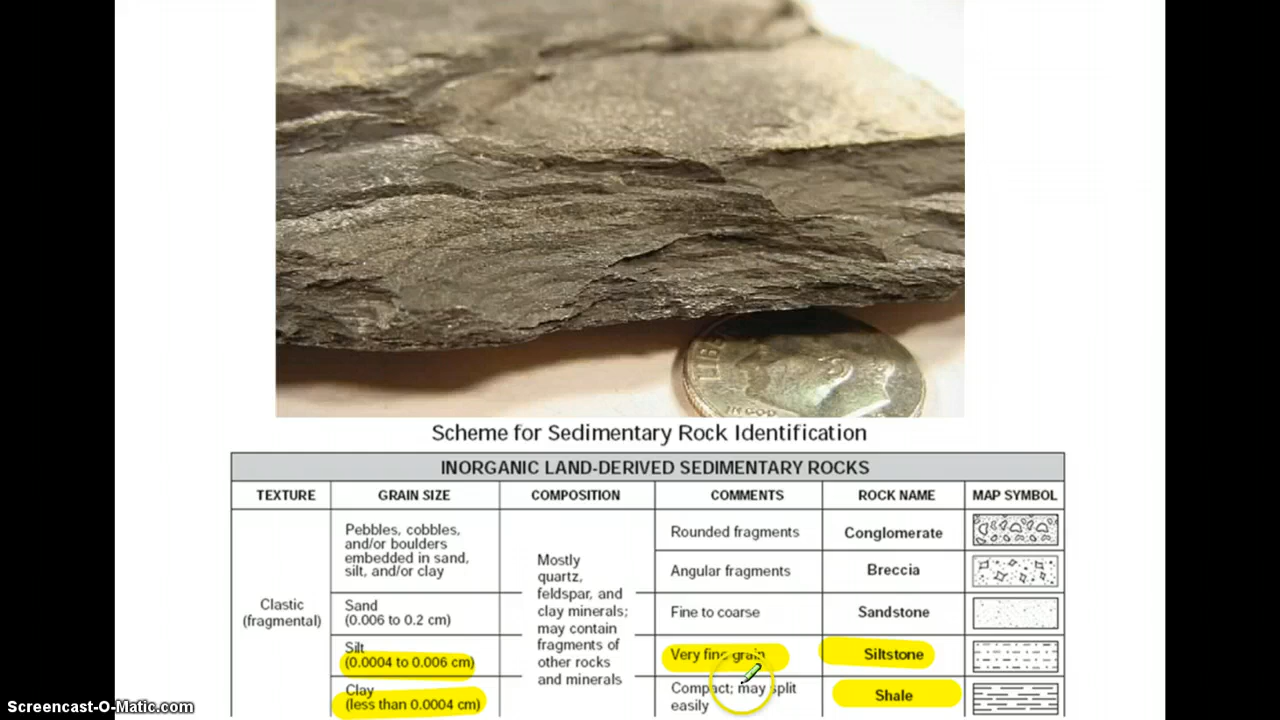 1977
IN GOD
Scheme for Sedimentary Rock Identification
INORGANIC LAND-DERIVED SEDIMENTARY ROCKS
TEXTURE GRAIN SIZE COMPOSITION COMMENTS ROCK NAME MAP SYMBOL
Clastic
(fragmental)
Pebbles, cobbles,
and/or boulders
embedded in sand,
silt, and/or clay
Mostly
quartz,
feldspar, and
clay minerals;
may contain
fragments of
other rocks
and minerals
Rounded fragments Conglomerate
Angular fragments Breccia
Sand
(0.006 to 0.2 cm)
Fine to coarse Sandstone
Silt
(0.0004 to 0.006 cm)
Very fine grain Siltstone
Clay
(less than 0.0004 cm)
Compact; may split
easily
Shale
Screencast-O-Matic.com